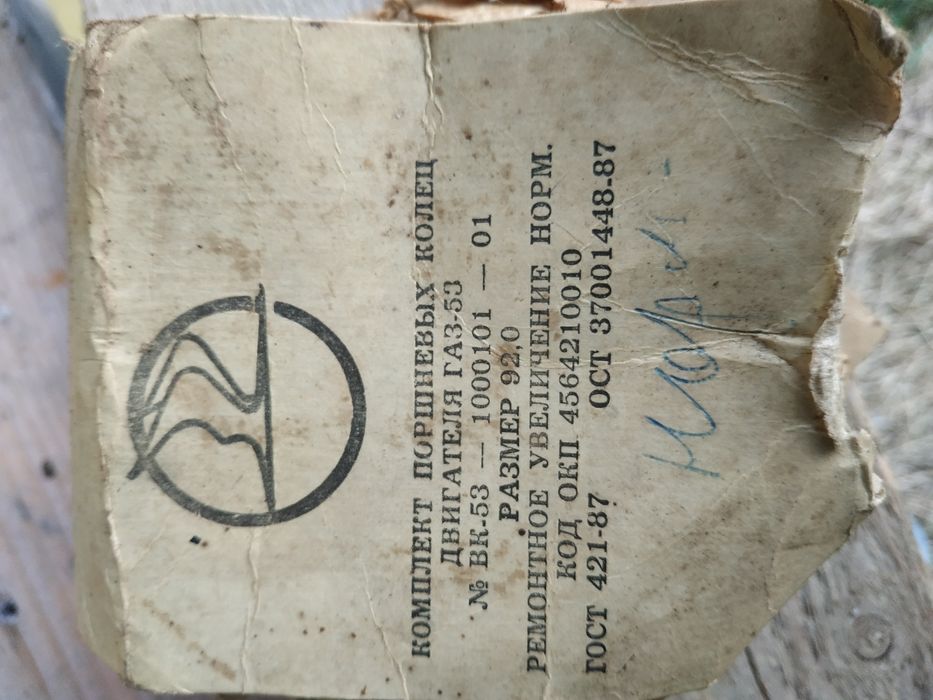 КОМПЛЕКТ ПОРШНЕВЫХ КОЛЕЦ
ДВИГАТЕЛЯ ГАЗ-53
№ ВК-53 — 1000101 — 01
РАЗМЕР 92,0
РЕМОНТНОЕ УВЕЛИЧЕНИЕ НОРМ.
КОД ОКП 4564210010
ГОСТ 421-87 ОСТ 37001448-87
норм.